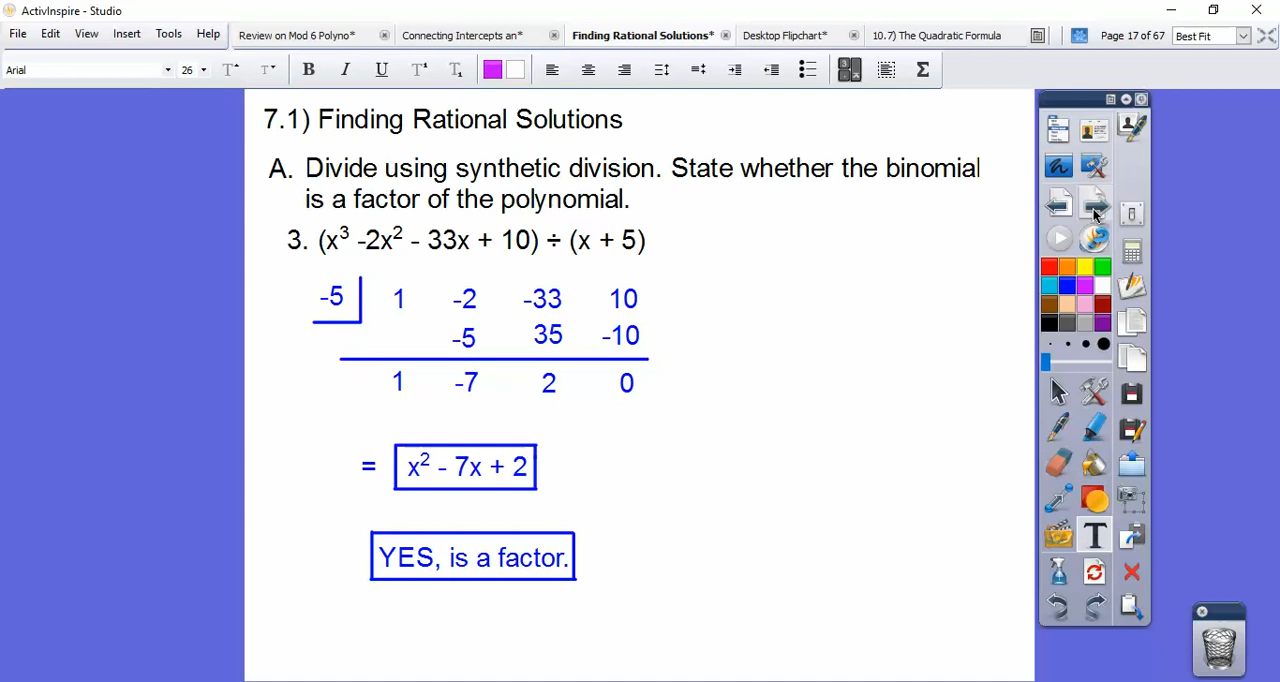 ActivInspire - Studio
File Edit View Insert Tools Help
Review on Mod 6 Polyno* Connecting Intercepts an* Finding Rational Solutions* Desktop Flipchart* 10.7) The Quadratic Formula Page 17 of 67 Best Fit
Arial 26 T T B I U T¹ T₁ Σ
7.1) Finding Rational Solutions
A. Divide using synthetic division. State whether the binomial
is a factor of the polynomial.
3. (x³ -2x² - 33x + 10) ÷ (x + 5)
-5 1 -2 -33 10
-5 35 -10
1 -7 2 0
= x² - 7x + 2
YES, is a factor.
T